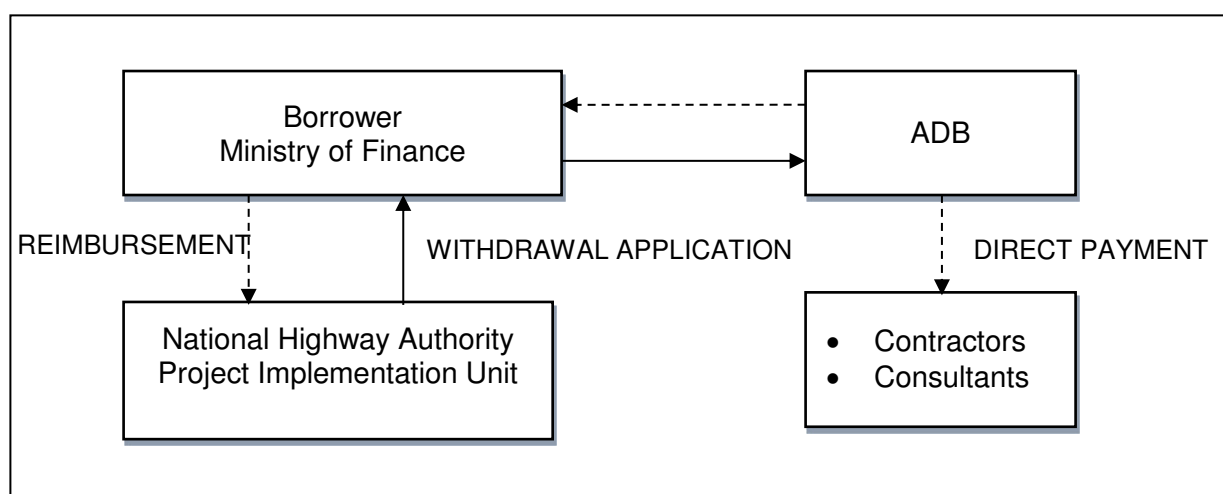 Borrower
Ministry of Finance
ADB
REIMBURSEMENT
WITHDRAWAL APPLICATION
DIRECT PAYMENT
National Highway Authority
Project Implementation Unit
• Contractors
• Consultants